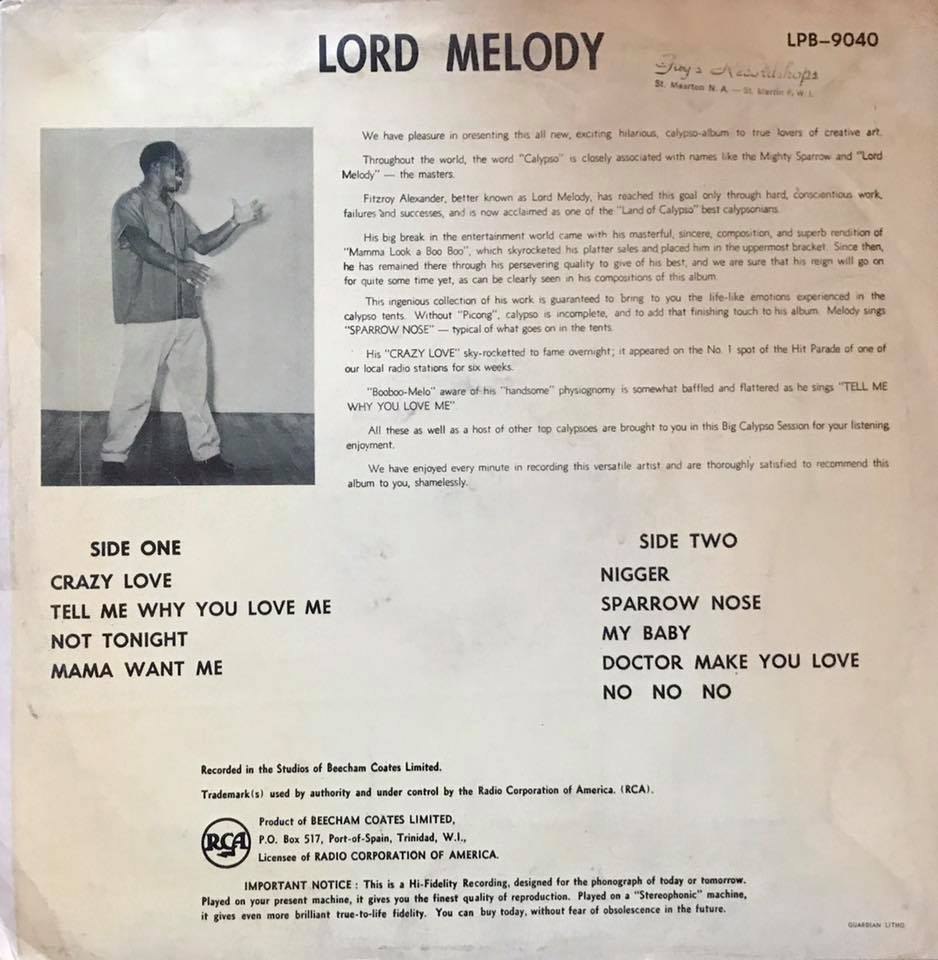 LORD MELODY
LPB-9040
St. Maarten N. A. — St. Martin F. W. I.
We have pleasure in presenting this all new, exciting hilarious, calypso-album to true lovers of creative art.
Throughout the world, the word "Calypso" is closely associated with names like the Mighty Sparrow and "Lord
Melody" — the masters.
Fitzroy Alexander, better known as Lord Melody, has reached this goal only through hard, conscientious work,
failures and successes, and is now acclaimed as one of the "Land of Calypso" best calypsonians.
His big break in the entertainment world came with his masterful, sincere, composition, and superb rendition of
"Mamma Look a Boo Boo", which skyrocketed his platter sales and placed him in the uppermost bracket. Since then,
he has remained there through his persevering quality to give of his best, and we are sure that his reign will go on
for quite some time yet, as can be clearly seen in his compositions of this album.
This ingenious collection of his work is guaranteed to bring to you the life-like emotions experienced in the
calypso tents. Without "Picong", calypso is incomplete, and to add that finishing touch to his album. Melody sings
"SPARROW NOSE" — typical of what goes on in the tents.
His "CRAZY LOVE" sky-rocketted to fame overnight; it appeared on the No. 1 spot of the Hit Parade of one of
our local radio stations for six weeks.
"Booboo-Melo" aware of his "handsome" physiognomy is somewhat baffled and flattered as he sings "TELL ME
WHY YOU LOVE ME"
All these as well as a host of other top calypsoes are brought to you in this Big Calypso Session for your listening
enjoyment.
We have enjoyed every minute in recording this versatile artist and are thoroughly satisfied to recommend this
album to you, shamelessly.
SIDE ONE
CRAZY LOVE
TELL ME WHY YOU LOVE ME
NOT TONIGHT
MAMA WANT ME
SIDE TWO
NIGGER
SPARROW NOSE
MY BABY
DOCTOR MAKE YOU LOVE
NO NO NO
Recorded in the Studios of Beecham Coates Limited.
Trademark(s) used by authority and under control by the Radio Corporation of America. (RCA).
RCA
Product of BEECHAM COATES LIMITED,
P.O. Box 517, Port-of-Spain, Trinidad, W.I.,
Licensee of RADIO CORPORATION OF AMERICA.
IMPORTANT NOTICE : This is a Hi-Fidelity Recording, designed for the phonograph of today or tomorrow.
Played on your present machine, it gives you the finest quality of reproduction. Played on a "Stereophonic" machine,
it gives even more brilliant true-to-life fidelity. You can buy today, without fear of obsolescence in the future.
GUARDIAN LITHO